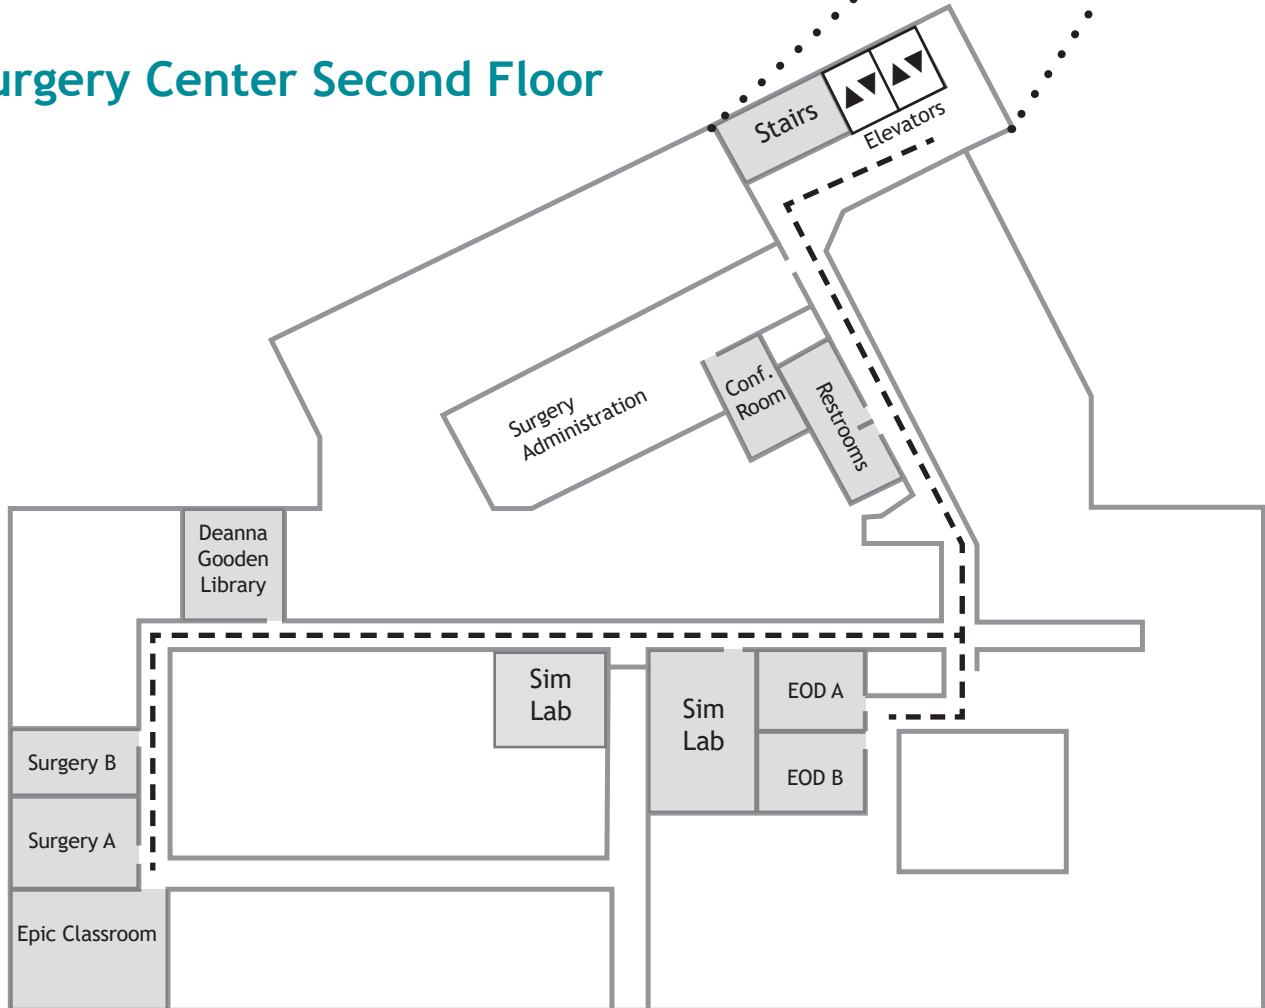 urgery Center Second Floor
Stairs
Elevators
Conf.
Room
Restrooms
Surgery
Administration
Deanna
Gooden
Library
Sim
Lab
Sim
Lab
EOD A
EOD B
Surgery B
Surgery A
Epic Classroom